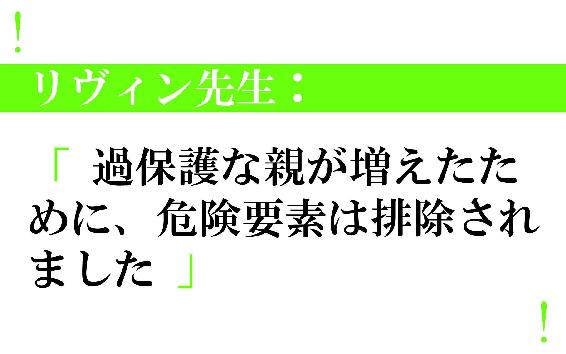 !
リヴィン先生：
「 過保護な親が増えたた
めに、危険要素は排除され
ました 」
!